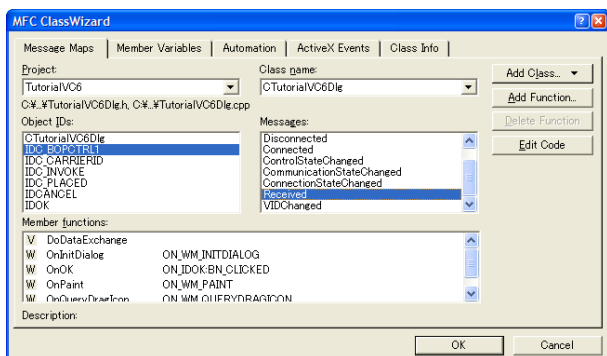 MFC ClassWizard
Message Maps Member Variables Automation ActiveX Events Class Info
Project: Class name:
TutorialVC6 CTutorialVC6Dlg
Add Class...
C:¥...¥TutorialVC6Dlg.h, C:¥...¥TutorialVC6Dlg.cpp
Add Function...
Object IDs: Messages:
Delete Function
CTutorialVC6Dlg Disconnected
IDC_BOPCTRL1 Connected
Edit Code
IDC_CARRIERID ControlStateChanged
IDC_INVOKE CommunicationStateChanged
IDC_PLACED ConnectionStateChanged
IDCANCEL Received
IDOK VIDChanged
Member functions:
V DoDataExchange
W OnInitDialog ON_WM_INITDIALOG
W OnOK ON_IDOK:BN_CLICKED
W OnPaint ON_WM_PAINT
W OnQueryDragIcon ON_WM_QUERYDRAGICON
Description:
OK Cancel